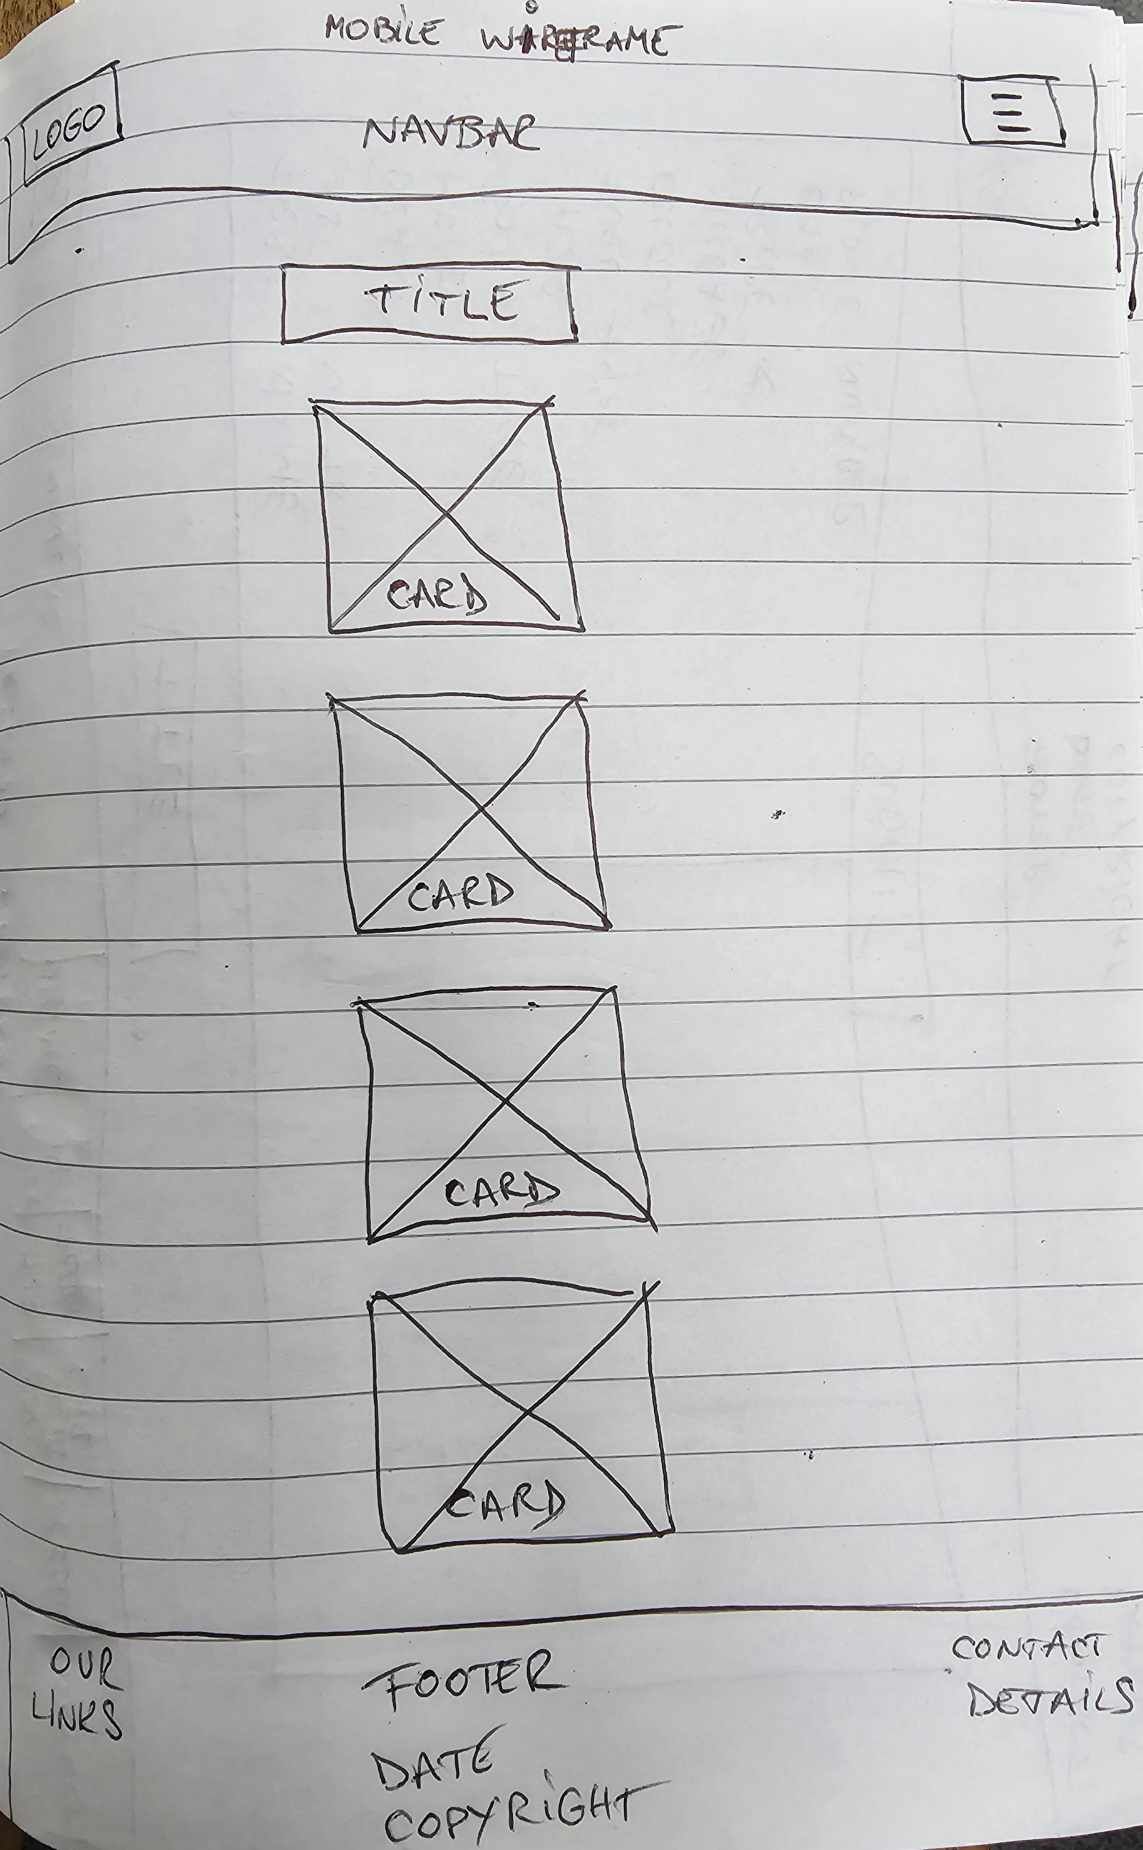 MOBILE WIREFRAME
LOGO
NAVBAR
TITLE
CARD
CARD
CARD
CARD
OUR
LINKS
FOOTER
DATE
COPYRIGHT
CONTACT
DETAILS